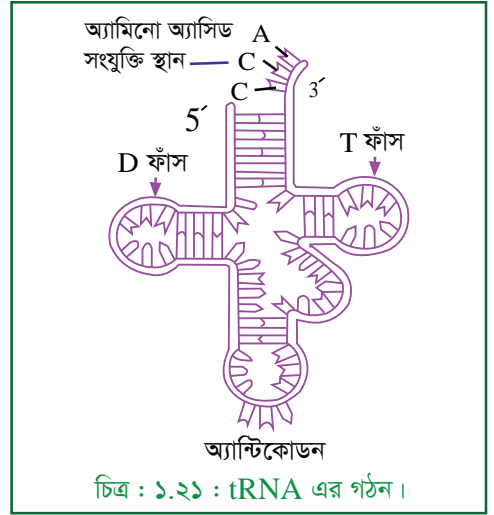 অ্যামিনো অ্যাসিড
সংযুক্তি স্থান
A
C
C
3´
5´
D ফাঁস
T ফাঁস
অ্যান্টিকোডন
চিত্র : ১.২১ : tRNA এর গঠন।